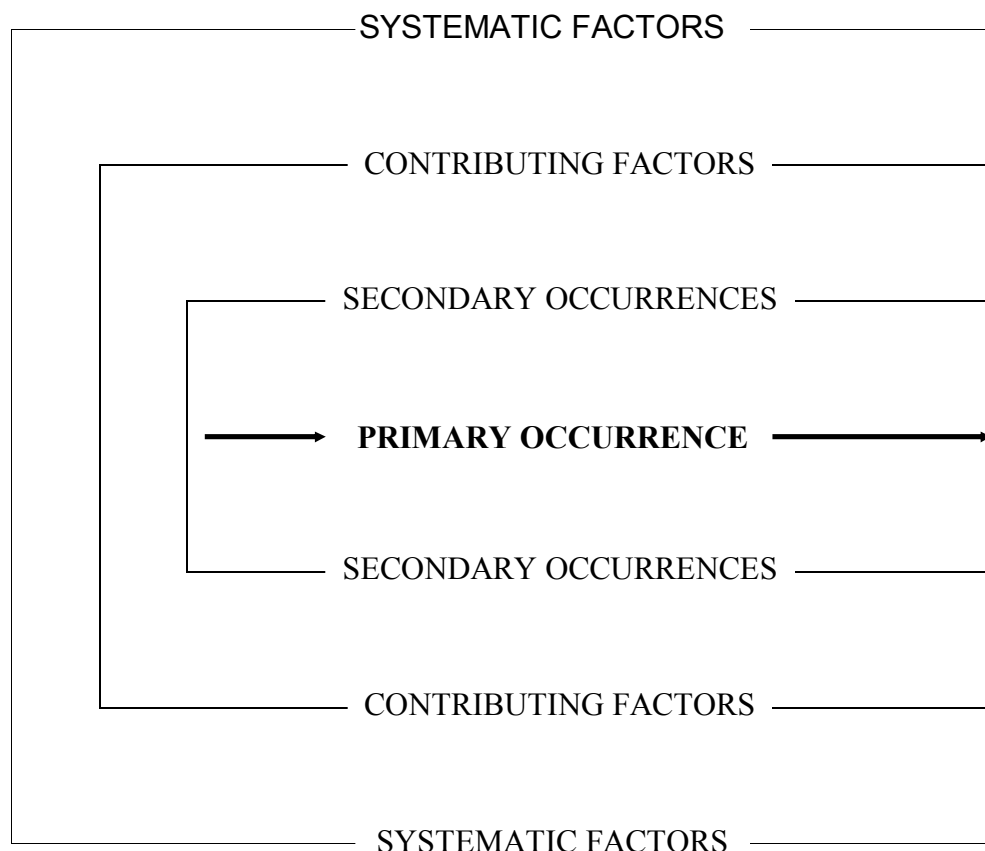 SYSTEMATIC FACTORS
CONTRIBUTING FACTORS
SECONDARY OCCURRENCES
PRIMARY OCCURRENCE
SECONDARY OCCURRENCES
CONTRIBUTING FACTORS
SYSTEMATIC FACTORS